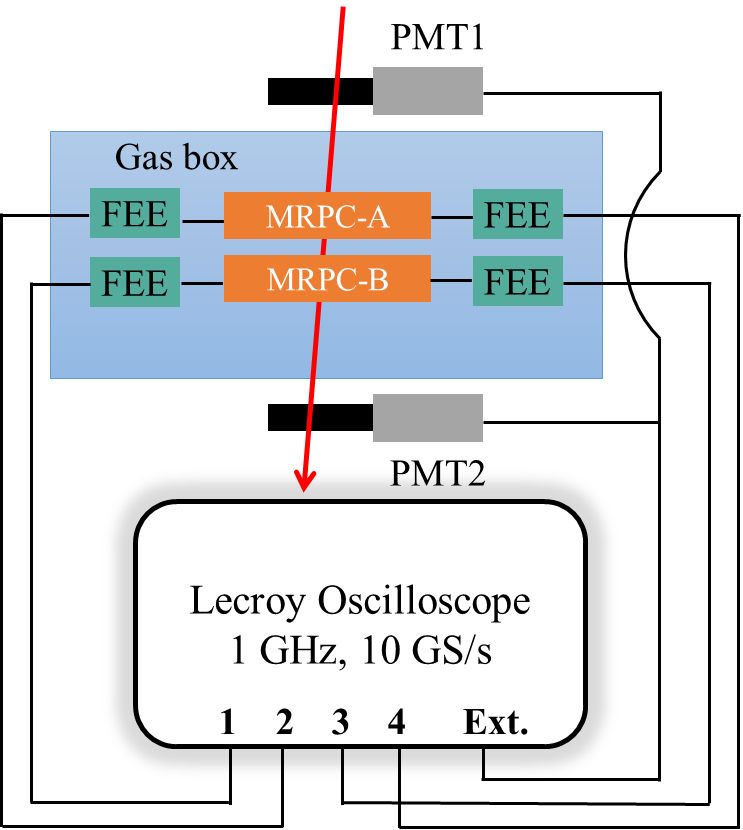 PMT1
Gas box
FEE MRPC-A FEE
FEE MRPC-B FEE
PMT2
Lecroy Oscilloscope
1 GHz, 10 GS/s
1 2 3 4 Ext.